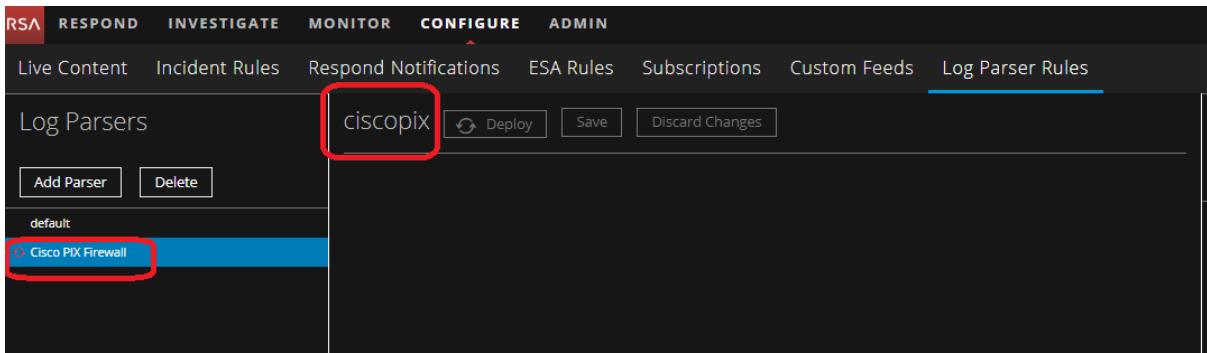 RSA RESPOND INVESTIGATE MONITOR CONFIGURE ADMIN
Live Content Incident Rules Respond Notifications ESA Rules Subscriptions Custom Feeds Log Parser Rules
Log Parsers
ciscopix Deploy Save Discard Changes
Add Parser Delete
default
Cisco PIX Firewall